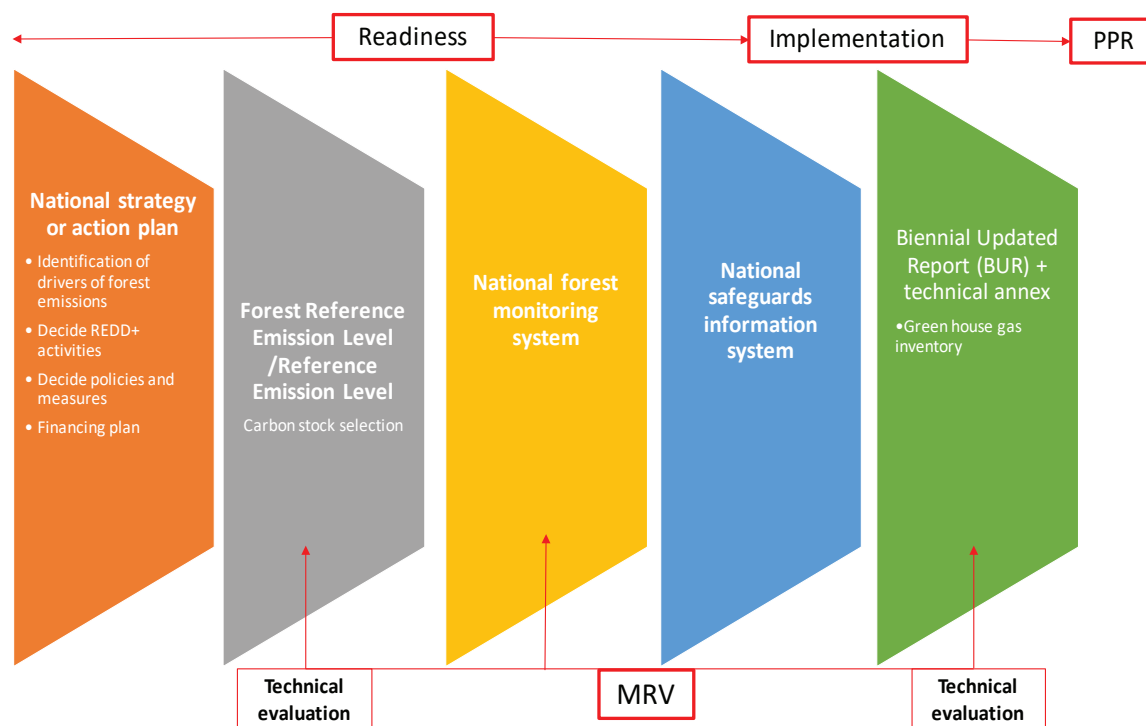 Readiness
Implementation
PPR
National strategy
or action plan
• Identification of
drivers of forest
emissions
• Decide REDD+
activities
• Decide policies and
measures
• Financing plan
Forest Reference
Emission Level
/Reference
Emission Level
Carbon stock selection
National forest
monitoring
system
National
safeguards
information
system
Biennial Updated
Report (BUR) +
technical annex
•Green house gas
inventory
Technical
evaluation
MRV
Technical
evaluation